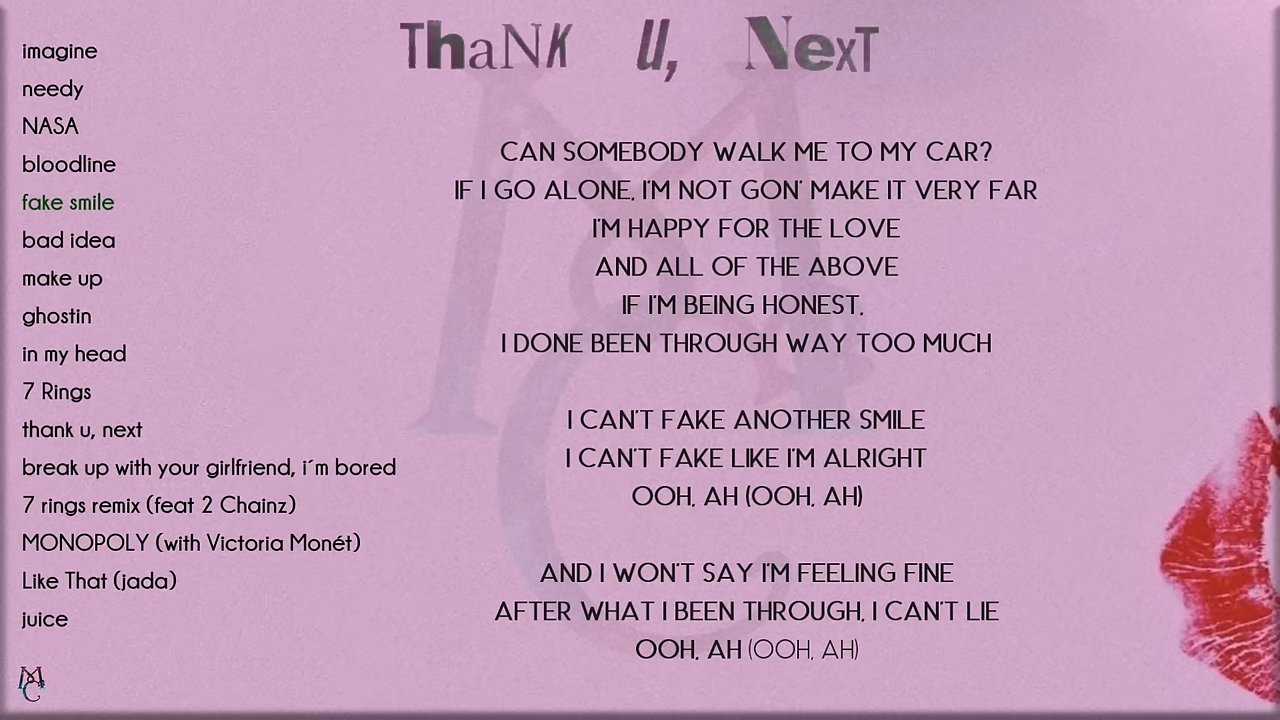 Thank u, Next
imagine
needy
NASA
bloodline
fake smile
bad idea
make up
ghostin
in my head
7 Rings
thank u, next
break up with your girlfriend, i´m bored
7 rings remix (feat 2 Chainz)
MONOPOLY (with Victoria Monét)
Like That (jada)
juice
CAN SOMEBODY WALK ME TO MY CAR?
IF I GO ALONE, I'M NOT GON' MAKE IT VERY FAR
I'M HAPPY FOR THE LOVE
AND ALL OF THE ABOVE
IF I'M BEING HONEST,
I DONE BEEN THROUGH WAY TOO MUCH
I CAN'T FAKE ANOTHER SMILE
I CAN'T FAKE LIKE I'M ALRIGHT
OOH, AH (OOH, AH)
AND I WON'T SAY I'M FEELING FINE
AFTER WHAT I BEEN THROUGH, I CAN'T LIE
OOH, AH (OOH, AH)